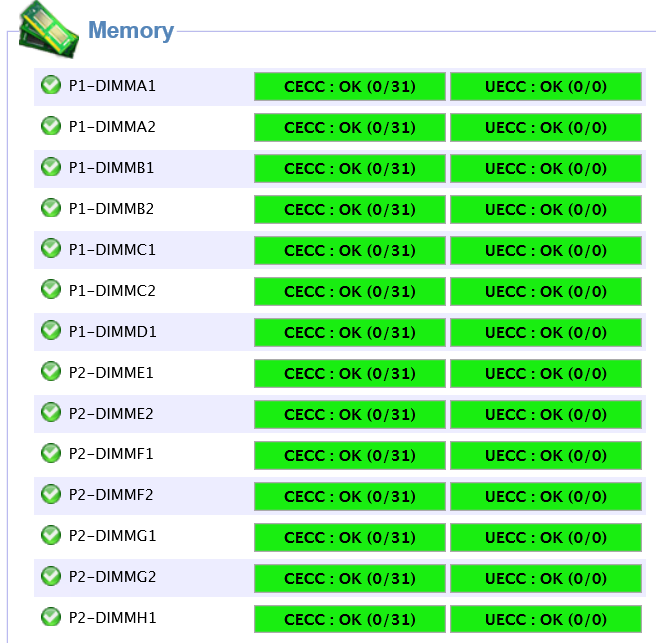 Memory
P1-DIMMA1 CECC : OK (0/31) UECC : OK (0/0)
P1-DIMMA2 CECC : OK (0/31) UECC : OK (0/0)
P1-DIMMB1 CECC : OK (0/31) UECC : OK (0/0)
P1-DIMMB2 CECC : OK (0/31) UECC : OK (0/0)
P1-DIMMC1 CECC : OK (0/31) UECC : OK (0/0)
P1-DIMMC2 CECC : OK (0/31) UECC : OK (0/0)
P1-DIMMD1 CECC : OK (0/31) UECC : OK (0/0)
P2-DIMME1 CECC : OK (0/31) UECC : OK (0/0)
P2-DIMME2 CECC : OK (0/31) UECC : OK (0/0)
P2-DIMMF1 CECC : OK (0/31) UECC : OK (0/0)
P2-DIMMF2 CECC : OK (0/31) UECC : OK (0/0)
P2-DIMMG1 CECC : OK (0/31) UECC : OK (0/0)
P2-DIMMG2 CECC : OK (0/31) UECC : OK (0/0)
P2-DIMMH1 CECC : OK (0/31) UECC : OK (0/0)